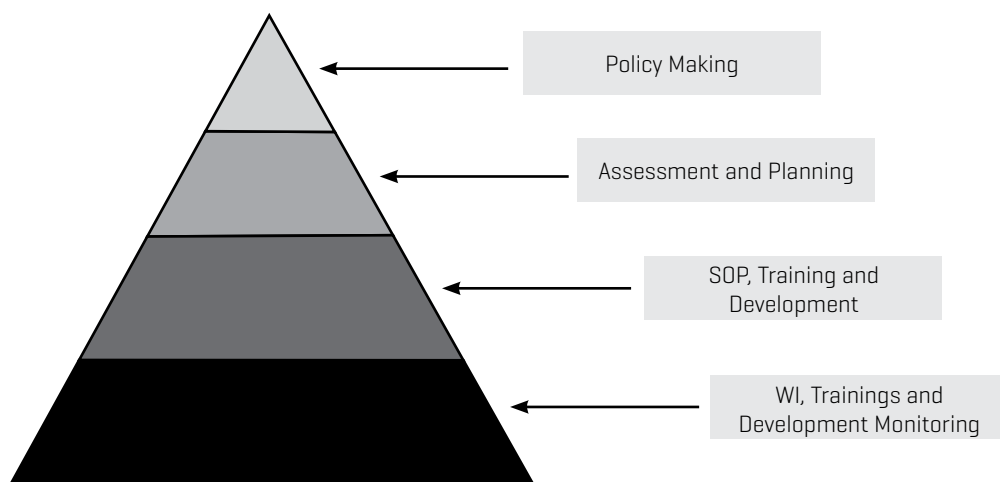 Policy Making
Assessment and Planning
SOP, Training and
Development
WI, Trainings and
Development Monitoring